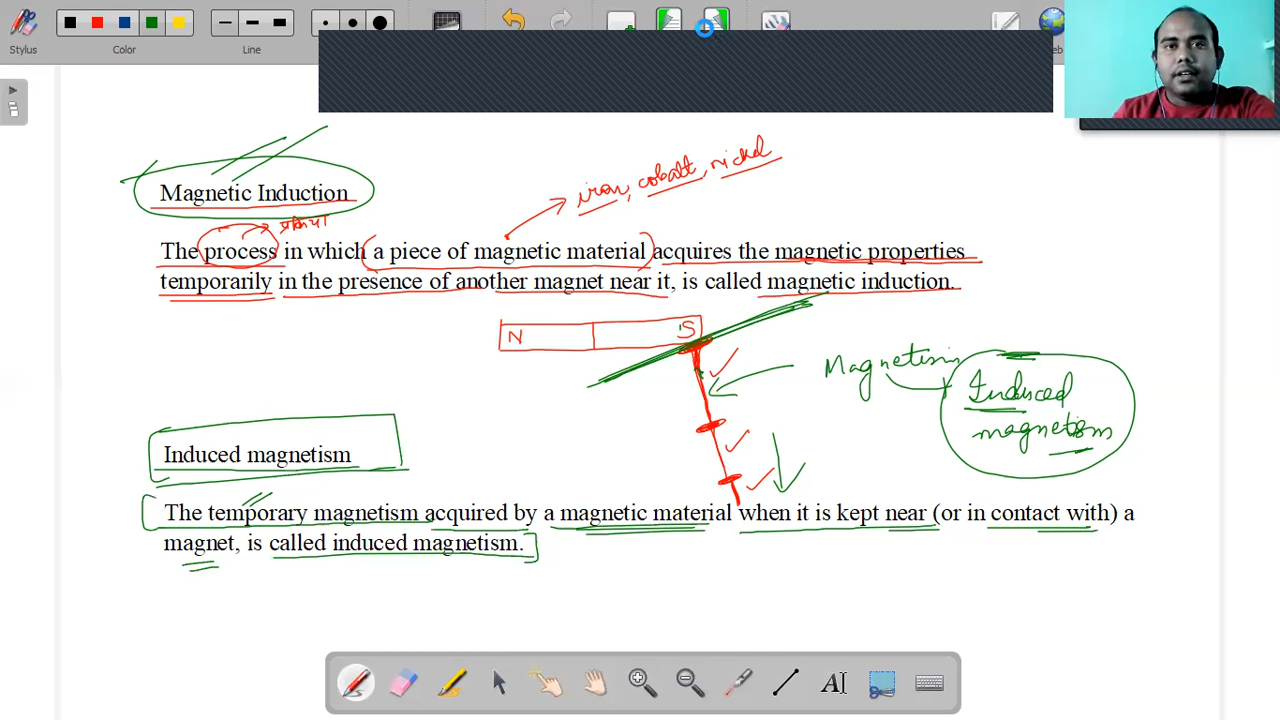 Stylus
Color
Line
Magnetic Induction
iron, cobalt, nickel
The process in which a piece of magnetic material acquires the magnetic properties
temporarily in the presence of another magnet near it, is called magnetic induction.
N S
Magnetism
Induced
magnetism
Induced magnetism
The temporary magnetism acquired by a magnetic material when it is kept near (or in contact with) a
magnet, is called induced magnetism.